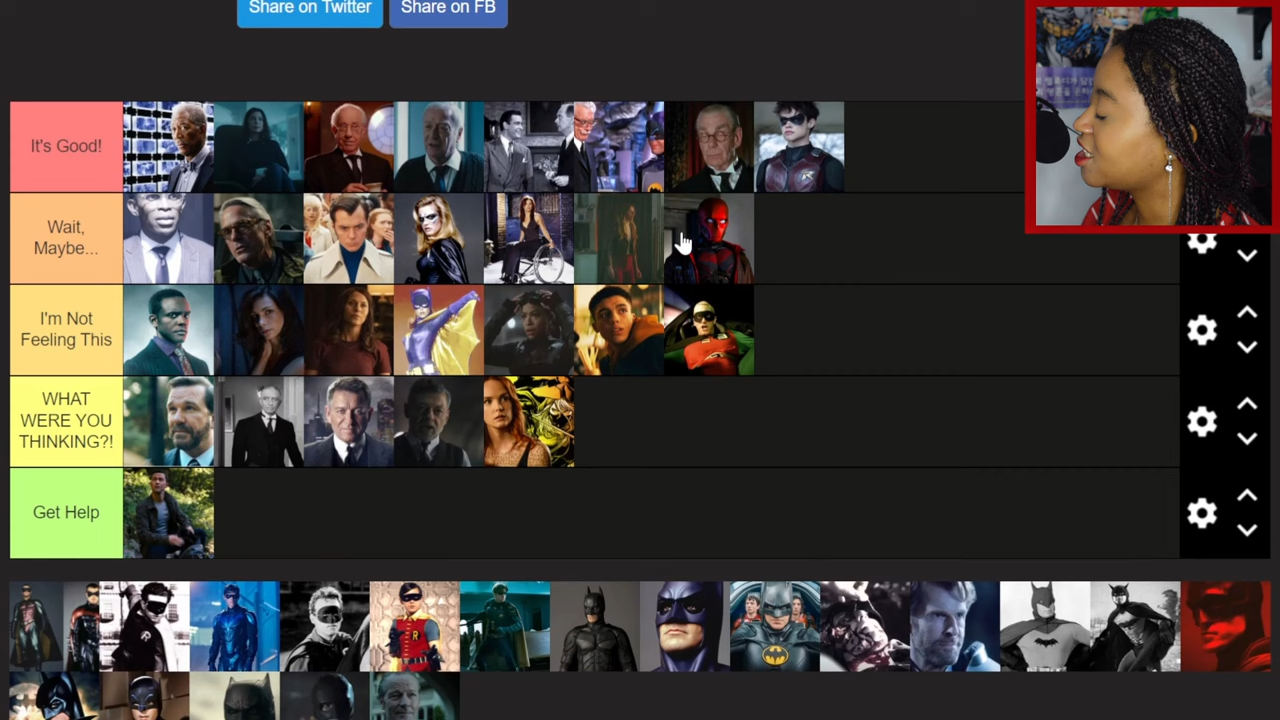 Share on Twitter
Share on FB
It's Good!
Wait,
Maybe...
I'm Not
Feeling This
WHAT
WERE YOU
THINKING?!
Get Help